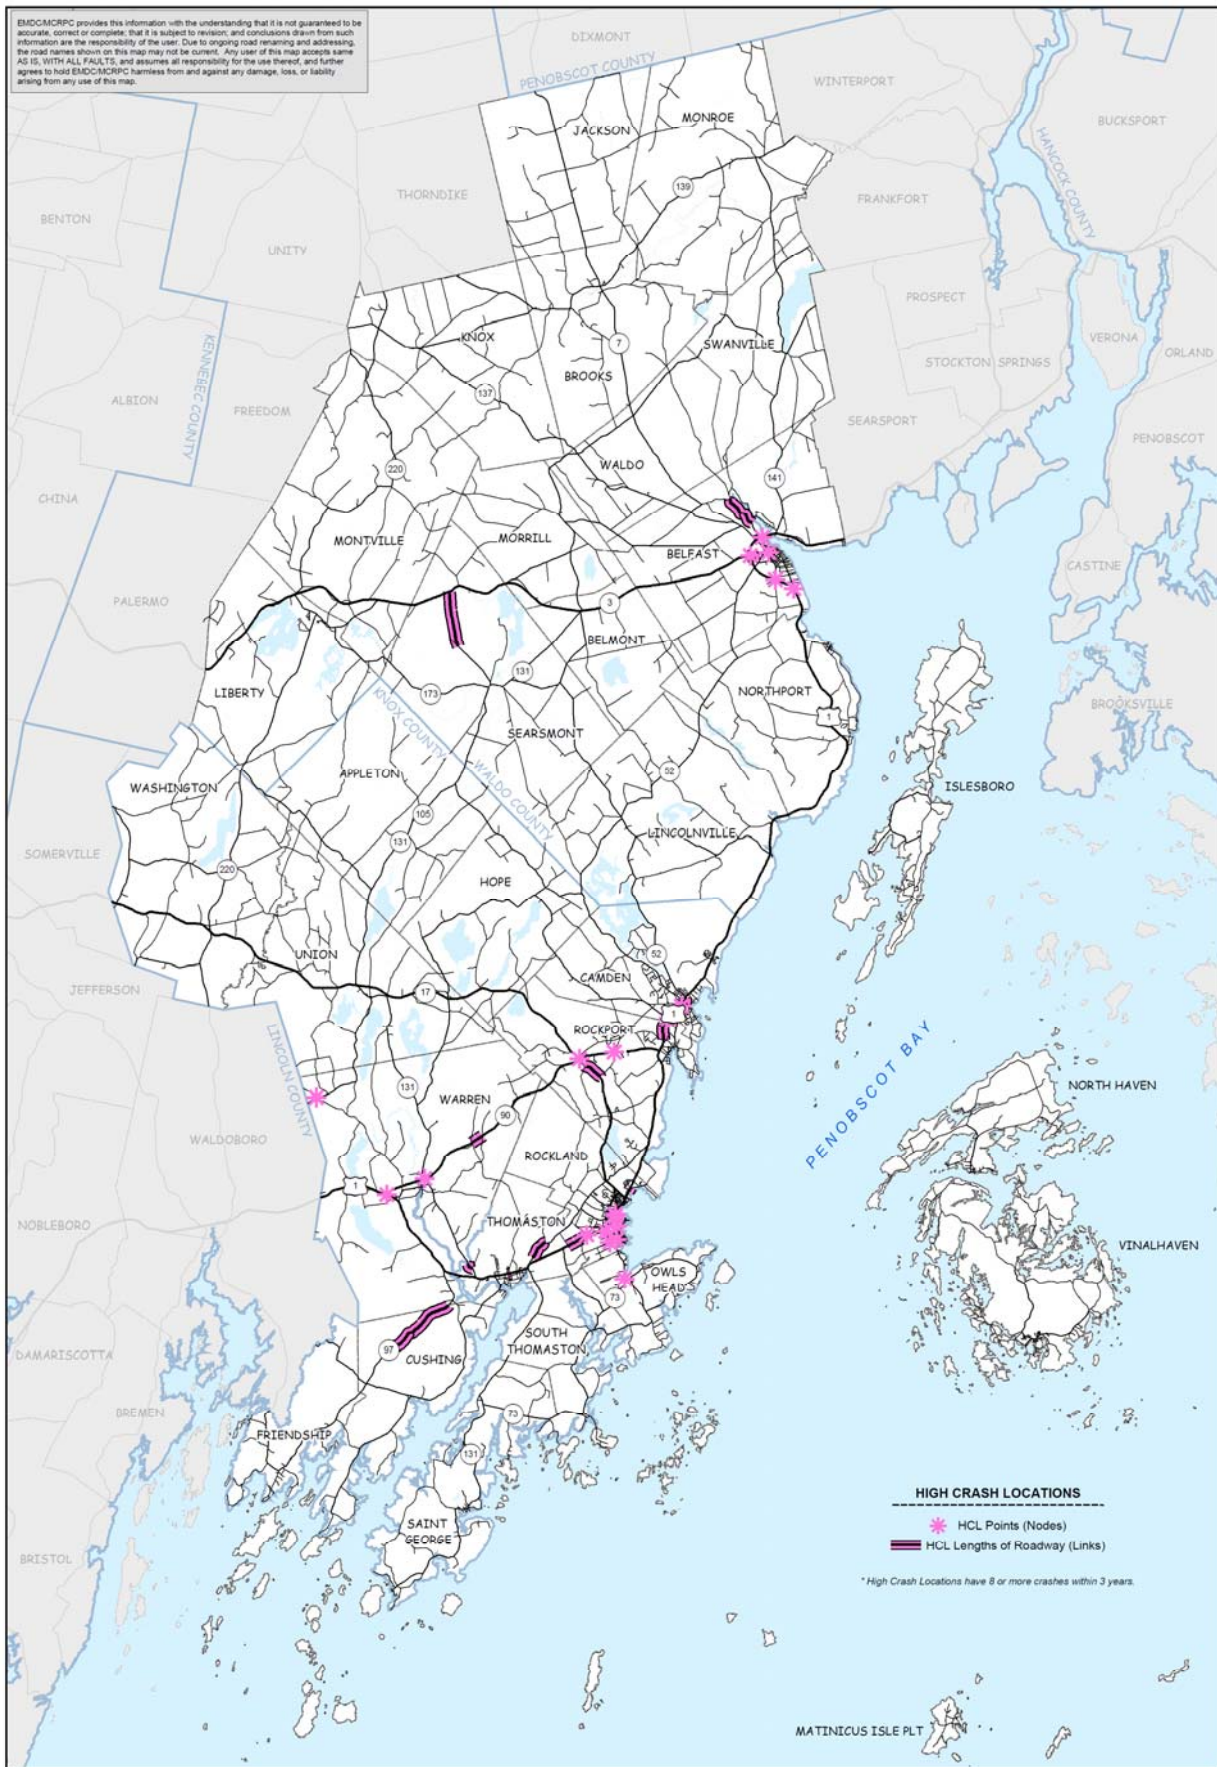 EMDC/MCRPC provides this information with the understanding that it is not guaranteed to be
accurate, correct or complete; that it is subject to revision; and conclusions drawn from such
information are the responsibility of the user. Due to ongoing road renaming and addressing,
the road names shown on this map may not be current. Any user of this map accepts same
AS IS, WITH ALL FAULTS, and assumes all responsibility for the use thereof, and further
agrees to hold EMDC/MCRPC harmless from and against any damage, loss, or liability
arising from any use of this map.
DIXMONT
PENOBSCOT COUNTY
WINTERPORT
BUCKSPORT
HANCOCK COUNTY
JACKSON
MONROE
THORNDIKE
139
FRANKFORT
BENTON
UNITY
PROSPECT
KENNEBEC COUNTY
KNOX
7
SWANVILLE
VERONA
ORLAND
STOCKTON SPRINGS
BROOKS
ALBION
FREEDOM
137
SEARSPORT
PENOBSCOT
220
WALDO
141
CHINA
MONTVILLE
MORRILL
BELFAST
CASTINE
PALERMO
3
BELMONT
131
LIBERTY
173
NORTHPORT
BROOKSVILLE
KNOX COUNTY
WALDO COUNTY
1
SEARSMONT
52
WASHINGTON
APPLETON
ISLESBORO
105
131
LINCOLNVILLE
SOMERVILLE
220
HOPE
UNION
52
CAMDEN
JEFFERSON
17
1
ROCKPORT
LINCOLN COUNTY
PENOBSCOT BAY
NORTH HAVEN
131
WARREN
90
WALDOBORO
ROCKLAND
1
NOBLEBORO
THOMASTON
VINALHAVEN
OWLS
HEAD
73
SOUTH
THOMASTON
DAMARISCOTTA
97
CUSHING
BREMEN
73
FRIENDSHIP
131
SAINT
GEORGE
BRISTOL
HIGH CRASH LOCATIONS
HCL Points (Nodes)
HCL Lengths of Roadway (Links)
* High Crash Locations have 8 or more crashes within 3 years.
MATINICUS ISLE PLT